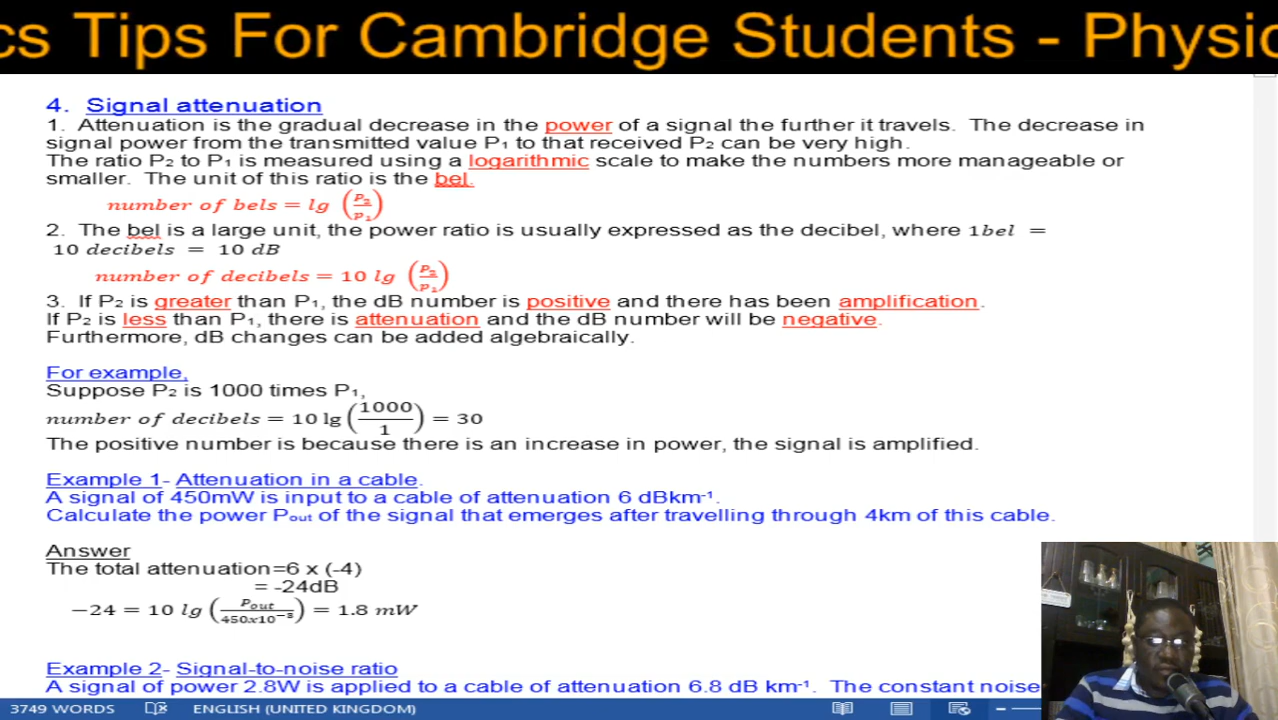 cs Tips For Cambridge Students - Physic
4. Signal attenuation
1. Attenuation is the gradual decrease in the power of a signal the further it travels. The decrease in
signal power from the transmitted value P₁ to that received P₂ can be very high.
The ratio P₂ to P₁ is measured using a logarithmic scale to make the numbers more manageable or
smaller. The unit of this ratio is the bel.
number of bels = lg (P₂/P₁)
2. The bel is a large unit, the power ratio is usually expressed as the decibel, where 1bel =
10 decibels = 10 dB
number of decibels = 10 lg (P₂/P₁)
3. If P₂ is greater than P₁, the dB number is positive and there has been amplification.
If P₂ is less than P₁, there is attenuation and the dB number will be negative.
Furthermore, dB changes can be added algebraically.
For example,
Suppose P₂ is 1000 times P₁,
number of decibels = 10 lg (1000/1) = 30
The positive number is because there is an increase in power, the signal is amplified.
Example 1- Attenuation in a cable.
A signal of 450mW is input to a cable of attenuation 6 dBkm⁻¹.
Calculate the power Pₒᵤₜ of the signal that emerges after travelling through 4km of this cable.
Answer
The total attenuation=6 x (-4)
= -24dB
−24 = 10 lg (Pₒᵤₜ/450x10⁻³) = 1.8 mW
Example 2- Signal-to-noise ratio
A signal of power 2.8W is applied to a cable of attenuation 6.8 dB km⁻¹. The constant noise
3749 WORDS ENGLISH (UNITED KINGDOM)